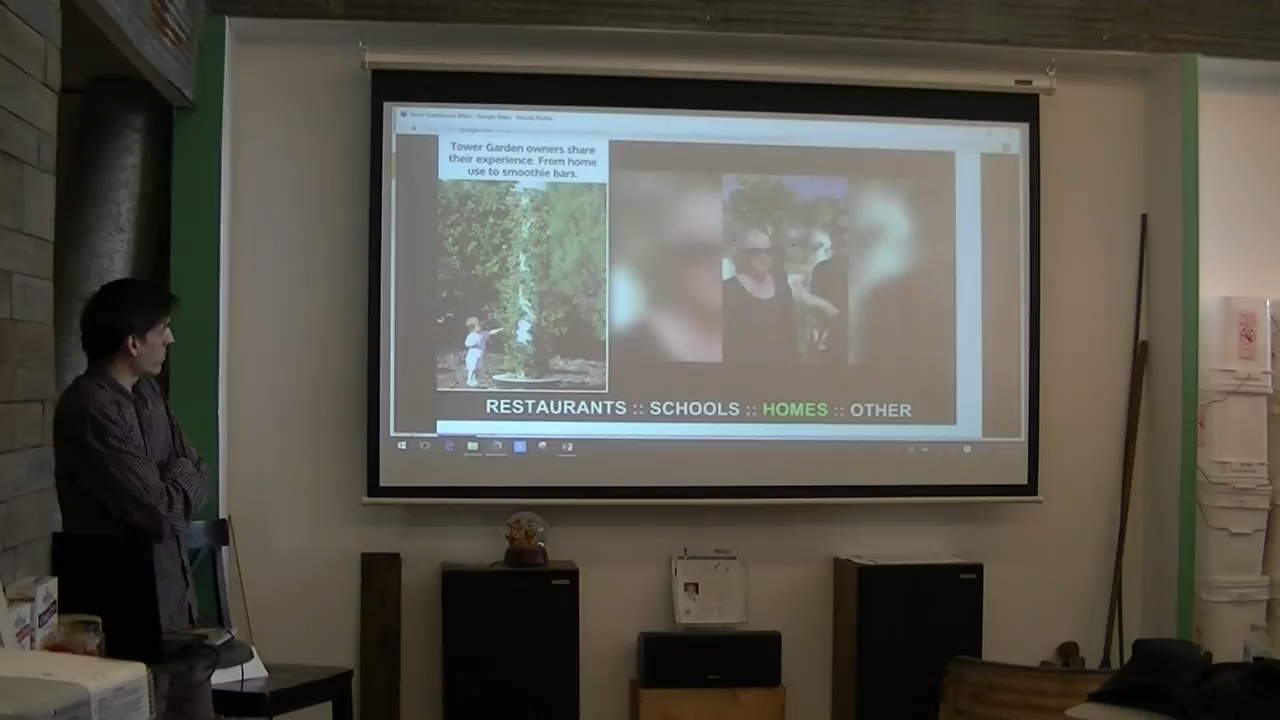 Tower Garden owners share
their experience. From home
use to smoothie bars.
RESTAURANTS :: SCHOOLS :: HOMES :: OTHER